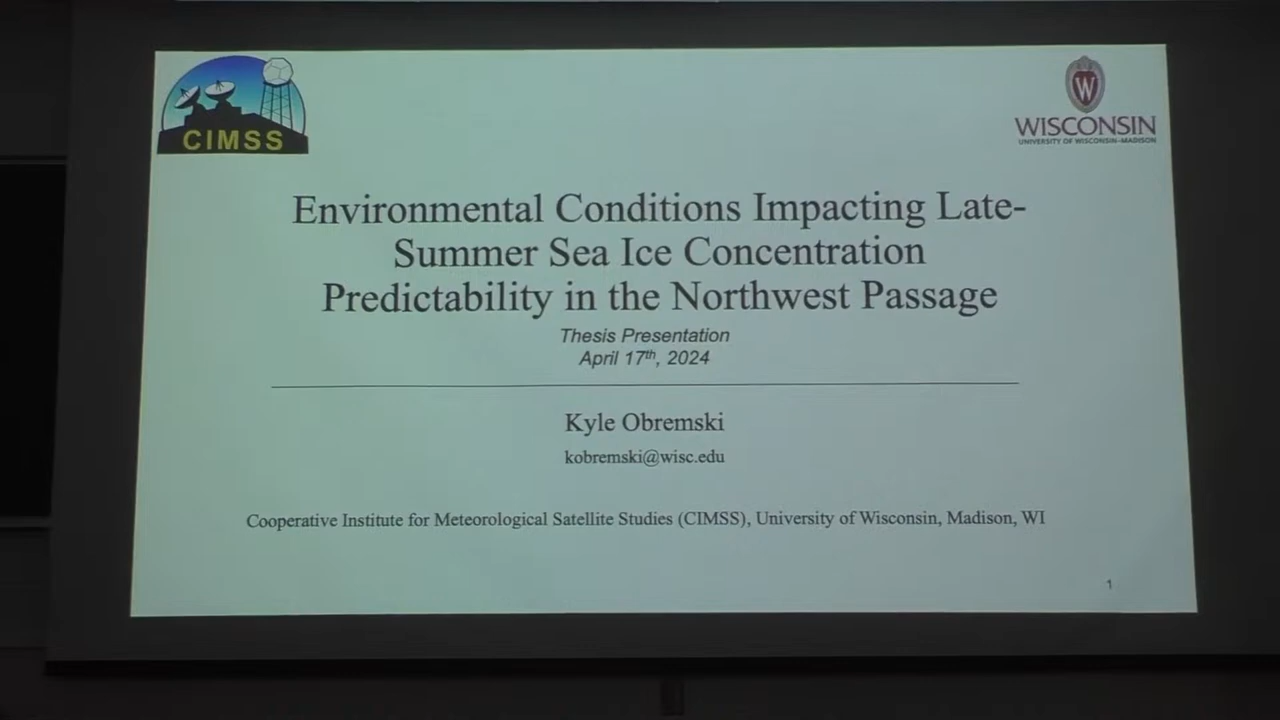 CIMSS
W
WISCONSIN
UNIVERSITY OF WISCONSIN-MADISON
Environmental Conditions Impacting Late-
Summer Sea Ice Concentration
Predictability in the Northwest Passage
Thesis Presentation
April 17th, 2024
Kyle Obremski
kobremski@wisc.edu
Cooperative Institute for Meteorological Satellite Studies (CIMSS), University of Wisconsin, Madison, WI
1